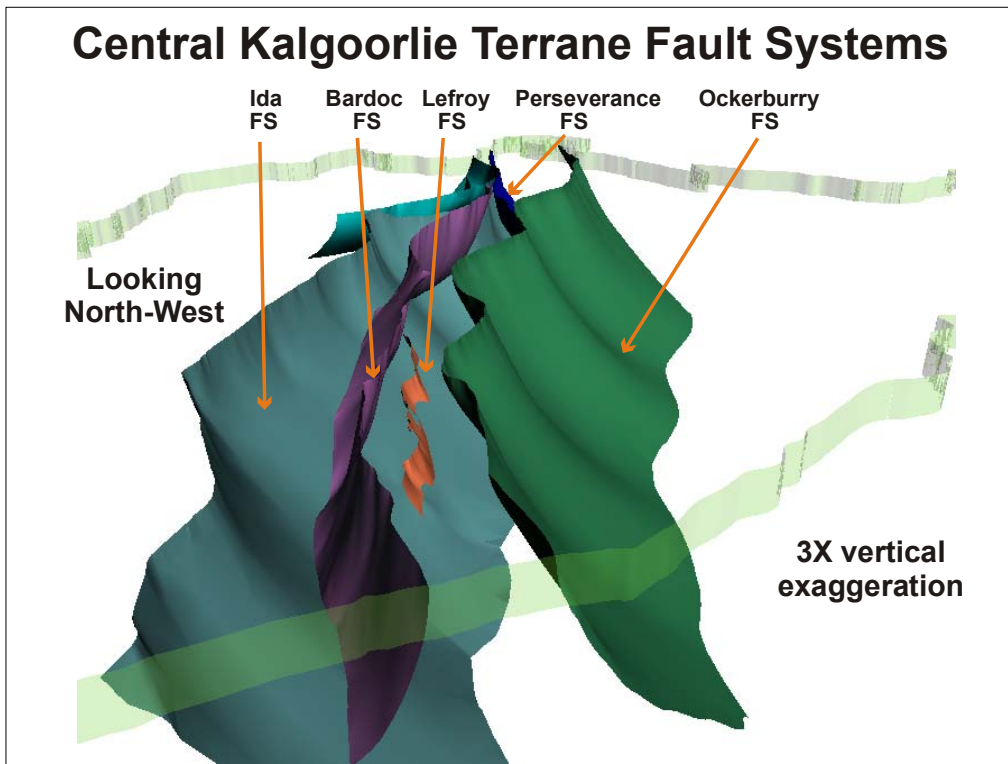 Central Kalgoorlie Terrane Fault Systems
Ida
FS
Bardoc
FS
Lefroy
FS
Perseverance
FS
Ockerburry
FS
Looking
North-West
3X vertical
exaggeration